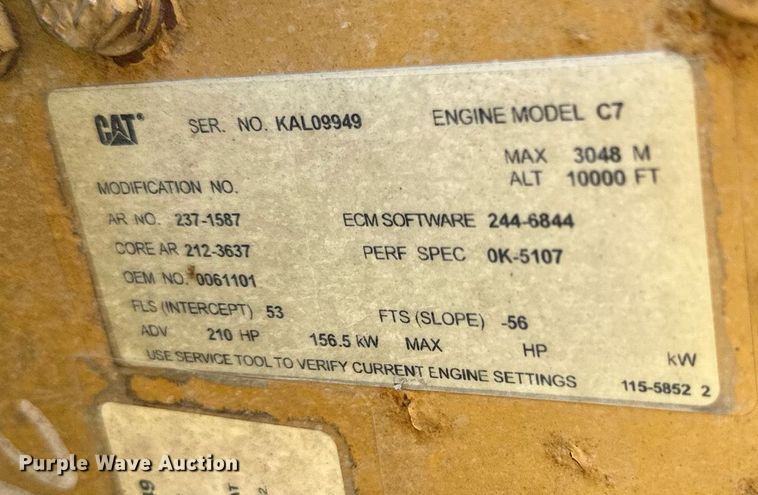 CAT® SER. NO. KAL09949 ENGINE MODEL C7
MAX 3048 M
ALT 10000 FT
MODIFICATION NO.
AR NO. 237-1587 ECM SOFTWARE 244-6844
CORE AR 212-3637 PERF SPEC 0K-5107
OEM NO. 0061101
FLS (INTERCEPT) 53 FTS (SLOPE) -56
ADV 210 HP 156.5 kW MAX HP kW
USE SERVICE TOOL TO VERIFY CURRENT ENGINE SETTINGS 115-5852 2
Purple Wave Auction